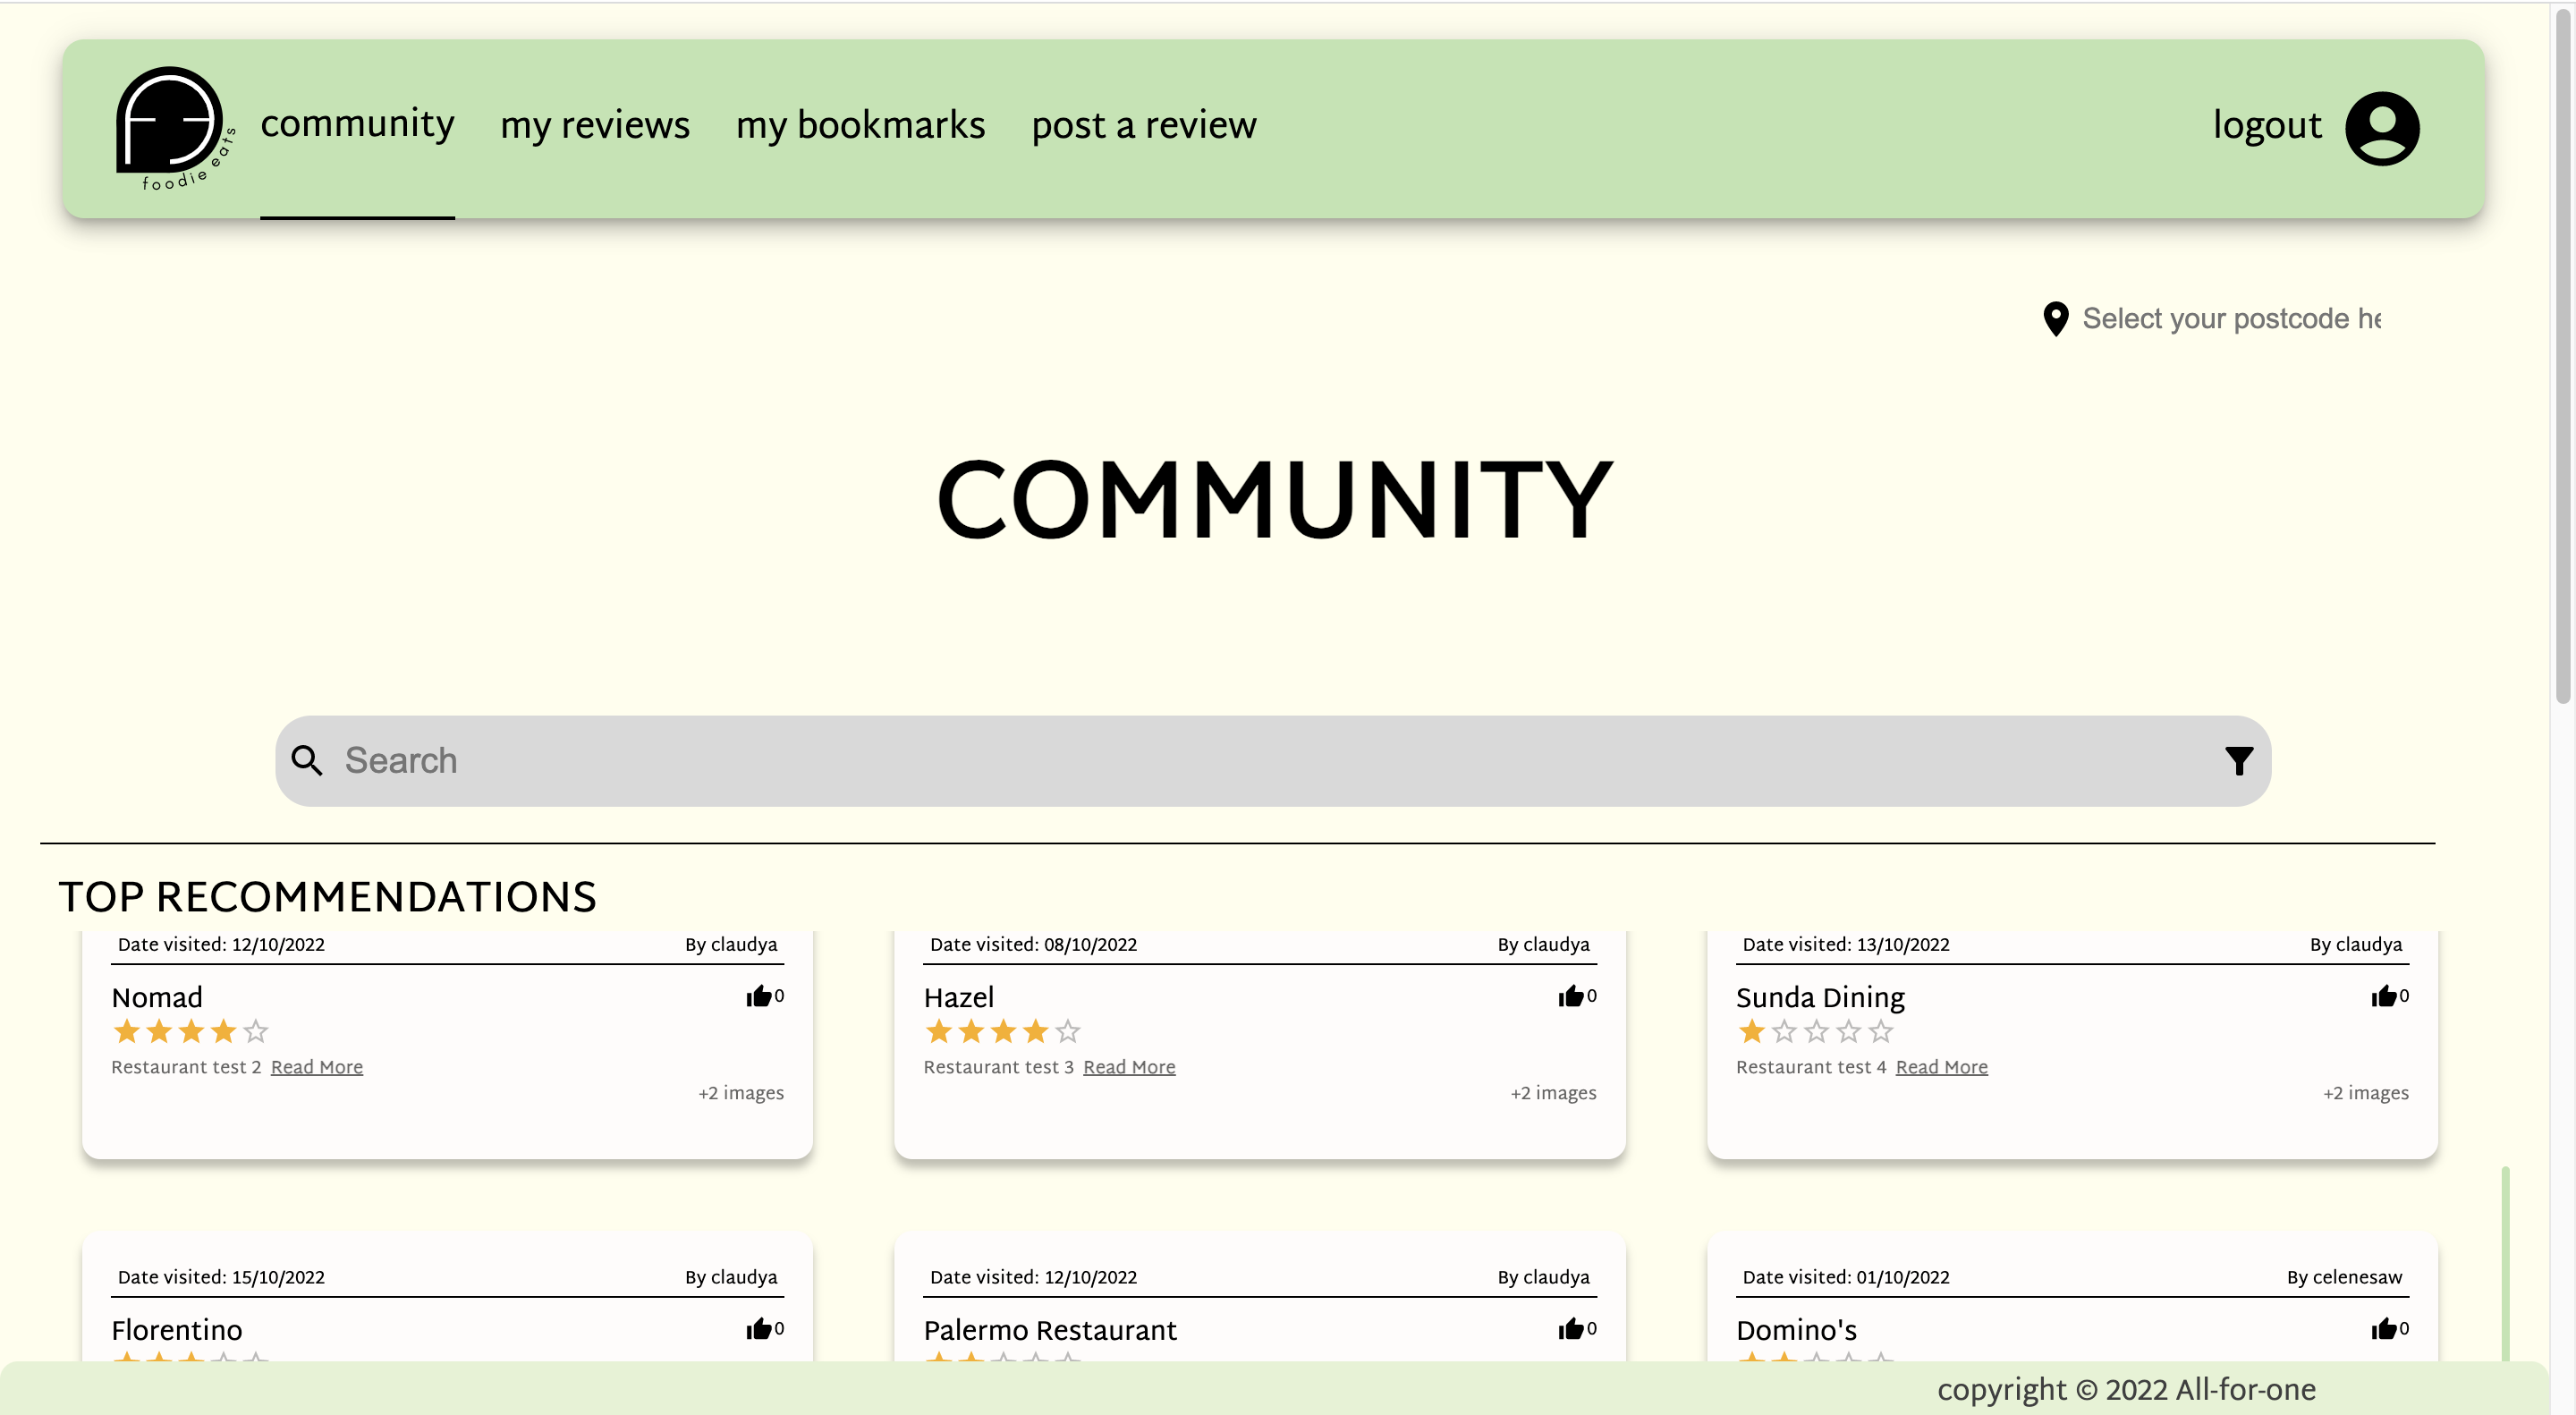 community my reviews my bookmarks post a review logout
foodie eats
Select your postcode he
COMMUNITY
Search
TOP RECOMMENDATIONS
Date visited: 12/10/2022 By claudya
Nomad 0
Restaurant test 2 Read More
+2 images
Date visited: 08/10/2022 By claudya
Hazel 0
Restaurant test 3 Read More
+2 images
Date visited: 13/10/2022 By claudya
Sunda Dining 0
Restaurant test 4 Read More
+2 images
Date visited: 15/10/2022 By claudya
Florentino 0
Date visited: 12/10/2022 By claudya
Palermo Restaurant 0
Date visited: 01/10/2022 By celenesaw
Domino's 0
copyright © 2022 All-for-one